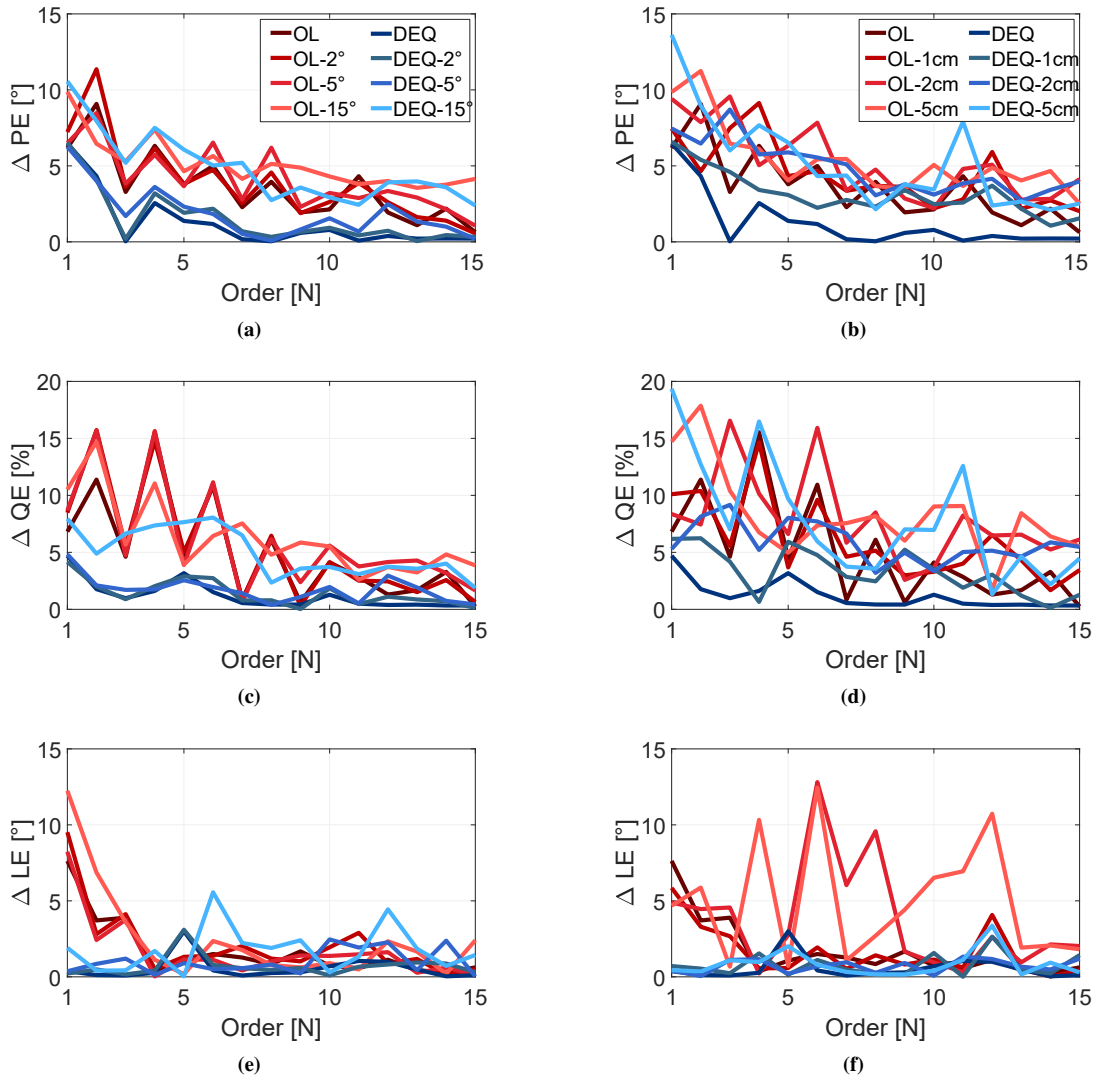 15
10
5
0
Δ PE [°]
OL
OL-2°
OL-5°
OL-15°
DEQ
DEQ-2°
DEQ-5°
DEQ-15°
1
5
10
15
Order [N]
(a)
15
10
5
0
Δ PE [°]
OL
OL-1cm
OL-2cm
OL-5cm
DEQ
DEQ-1cm
DEQ-2cm
DEQ-5cm
1
5
10
15
Order [N]
(b)
20
15
10
5
0
Δ QE [%]
1
5
10
15
Order [N]
(c)
20
15
10
5
0
Δ QE [%]
1
5
10
15
Order [N]
(d)
15
10
5
0
Δ LE [°]
1
5
10
15
Order [N]
(e)
15
10
5
0
Δ LE [°]
1
5
10
15
Order [N]
(f)